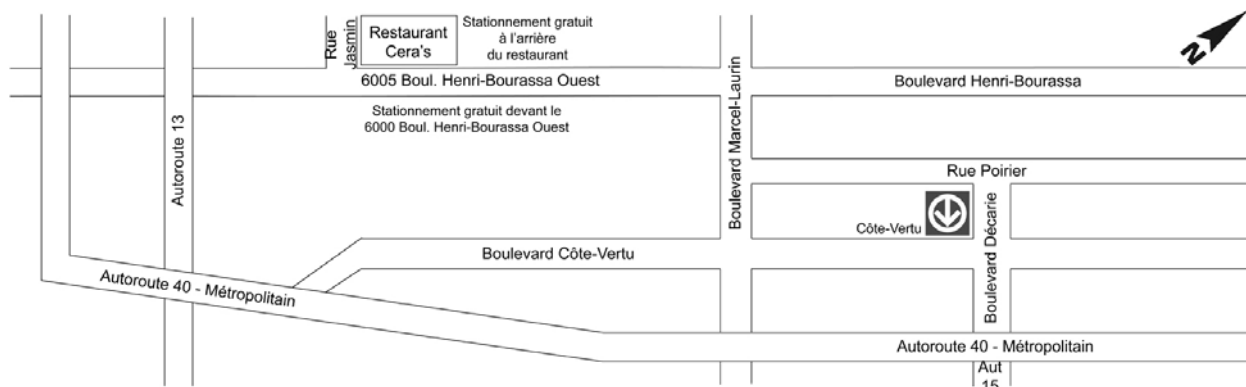 Rue
Jasmin
Restaurant
Cera's
Stationnement gratuit
à l'arrière
du restaurant
N
6005 Boul. Henri-Bourassa Ouest
Boulevard Henri-Bourassa
Stationnement gratuit devant le
6000 Boul. Henri-Bourassa Ouest
Autoroute 13
Boulevard Marcel-Laurin
Rue Poirier
Côte-Vertu
Boulevard Décarie
Boulevard Côte-Vertu
Autoroute 40 - Métropolitain
Autoroute 40 - Métropolitain
Aut
15